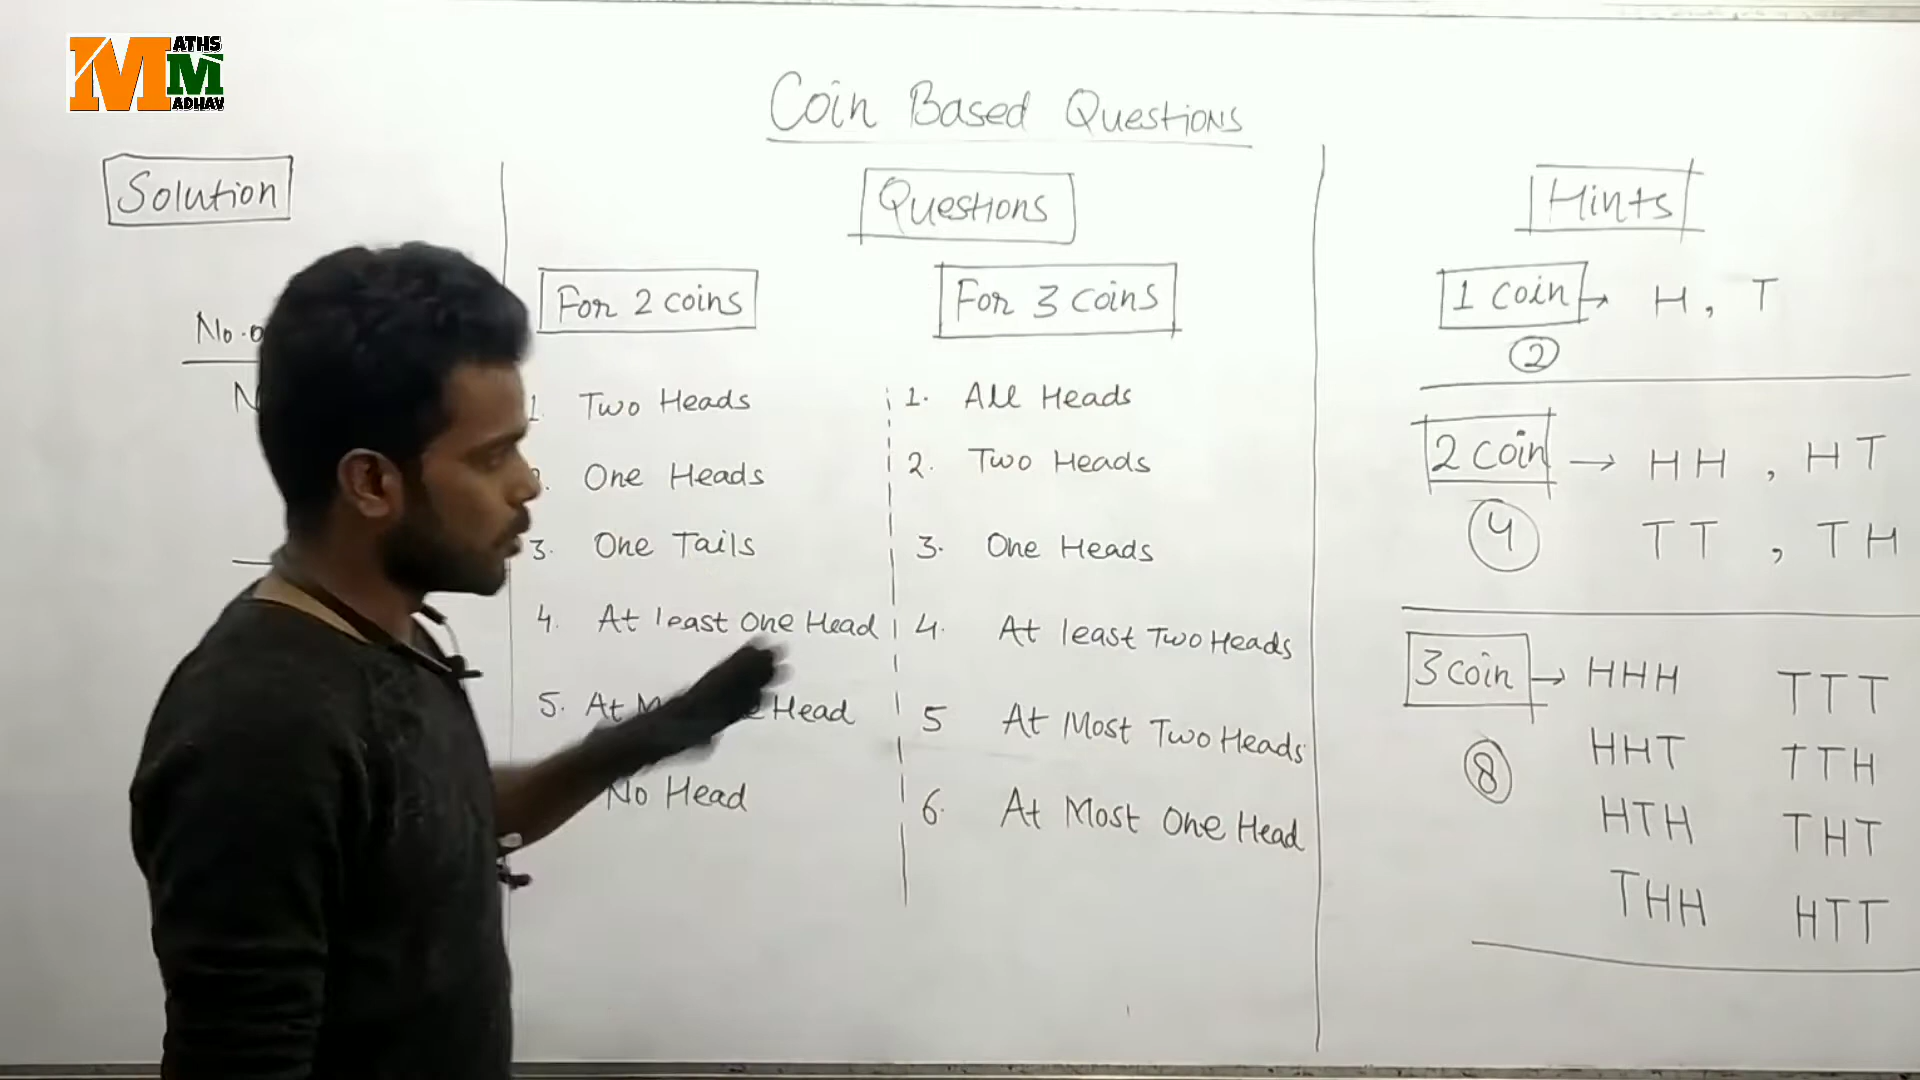 MATHS
MADHAV
Coin Based Questions
Solution
No.o
N
Questions
For 2 coins
1. Two Heads
One Heads
3. One Tails
4. At least One Head
5. At Head
No Head
For 3 coins
1. All Heads
2. Two Heads
3. One Heads
4. At least Two Heads
5 At Most Two Heads
6. At Most One Head
Hints
1 coin → H, T
2
2 coin → HH , HT
4 TT , TH
3 coin → HHH TTT
8 HHT TTH
HTH THT
THH HTT